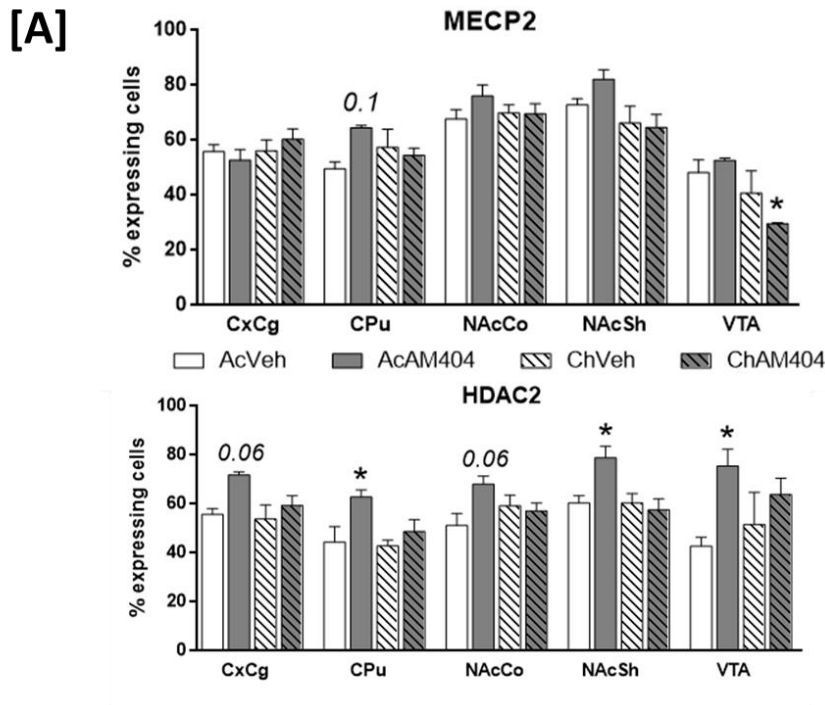 [A]
MECP2
% expressing cells
100
80
60
40
20
0
0.1
*
CxCg CPu NAcCo NAcSh VTA
AcVeh AcAM404 ChVeh ChAM404
HDAC2
% expressing cells
100
80
60
40
20
0
0.06 * 0.06 * *
CxCg CPu NAcCo NAcSh VTA